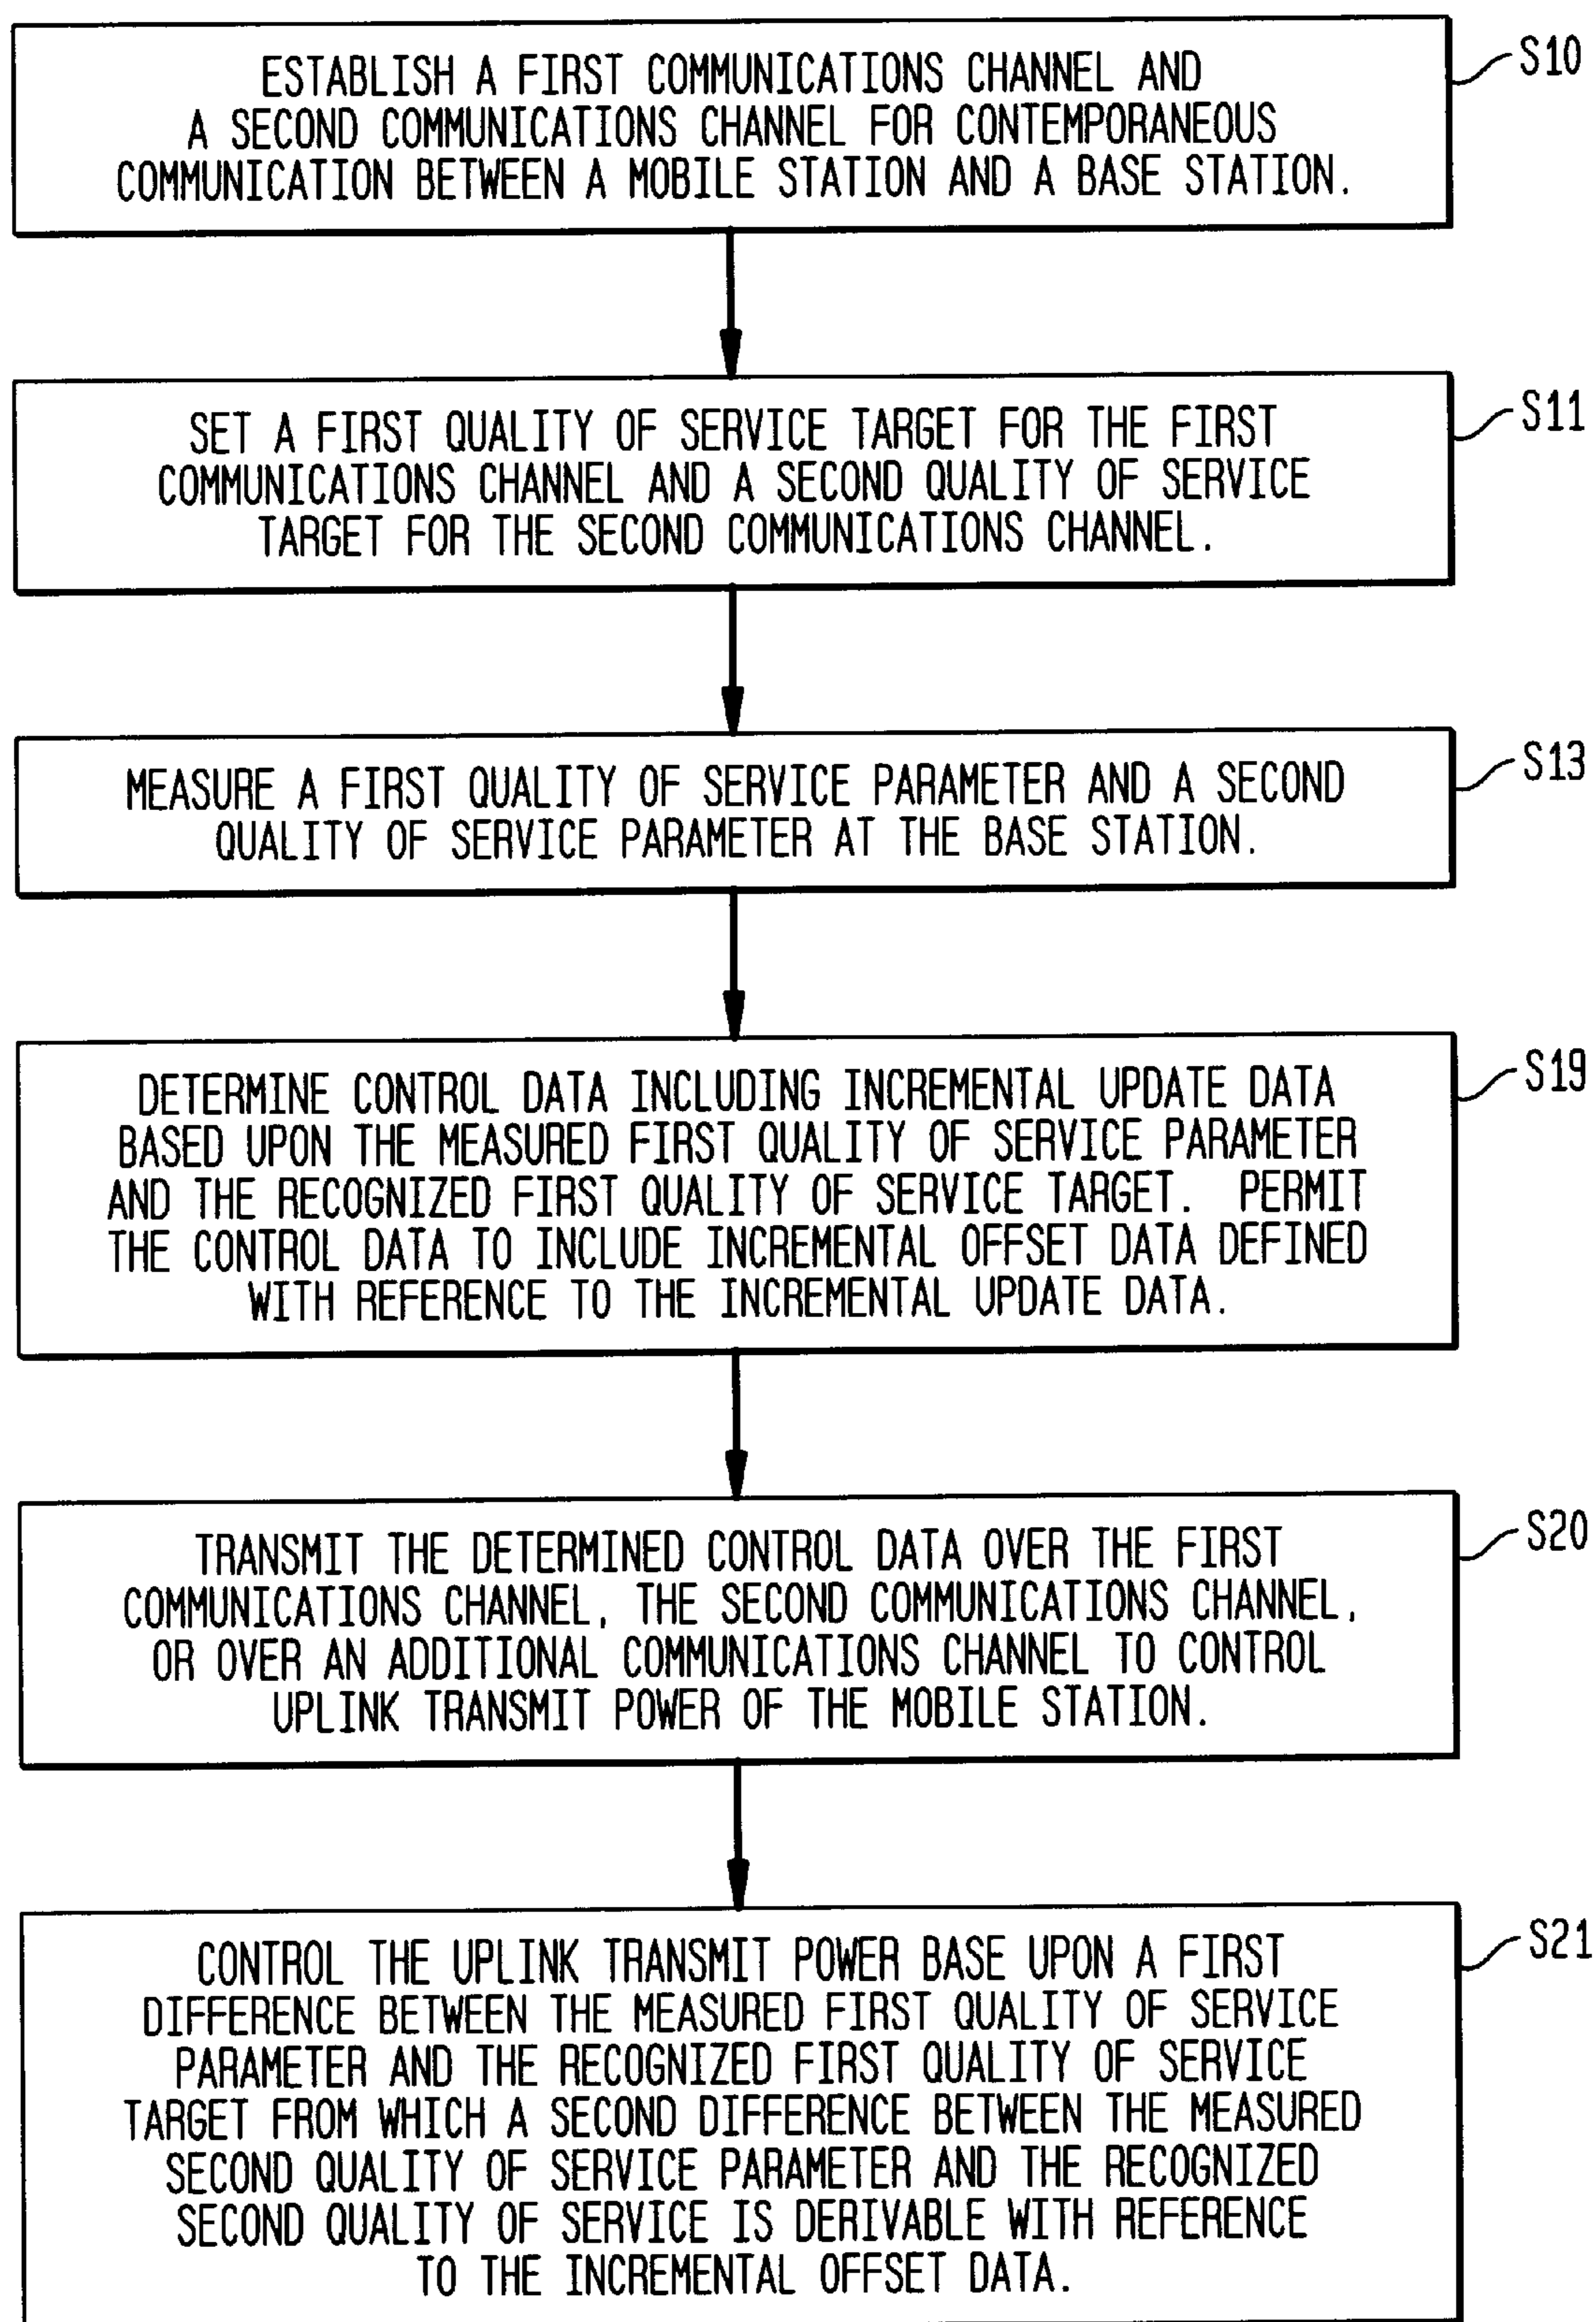 ESTABLISH A FIRST COMMUNICATIONS CHANNEL AND
A SECOND COMMUNICATIONS CHANNEL FOR CONTEMPORANEOUS
COMMUNICATION BETWEEN A MOBILE STATION AND A BASE STATION.
S10
SET A FIRST QUALITY OF SERVICE TARGET FOR THE FIRST
COMMUNICATIONS CHANNEL AND A SECOND QUALITY OF SERVICE
TARGET FOR THE SECOND COMMUNICATIONS CHANNEL.
S11
MEASURE A FIRST QUALITY OF SERVICE PARAMETER AND A SECOND
QUALITY OF SERVICE PARAMETER AT THE BASE STATION.
S13
DETERMINE CONTROL DATA INCLUDING INCREMENTAL UPDATE DATA
BASED UPON THE MEASURED FIRST QUALITY OF SERVICE PARAMETER
AND THE RECOGNIZED FIRST QUALITY OF SERVICE TARGET. PERMIT
THE CONTROL DATA TO INCLUDE INCREMENTAL OFFSET DATA DEFINED
WITH REFERENCE TO THE INCREMENTAL UPDATE DATA.
S19
TRANSMIT THE DETERMINED CONTROL DATA OVER THE FIRST
COMMUNICATIONS CHANNEL, THE SECOND COMMUNICATIONS CHANNEL,
OR OVER AN ADDITIONAL COMMUNICATIONS CHANNEL TO CONTROL
UPLINK TRANSMIT POWER OF THE MOBILE STATION.
S20
CONTROL THE UPLINK TRANSMIT POWER BASE UPON A FIRST
DIFFERENCE BETWEEN THE MEASURED FIRST QUALITY OF SERVICE
PARAMETER AND THE RECOGNIZED FIRST QUALITY OF SERVICE
TARGET FROM WHICH A SECOND DIFFERENCE BETWEEN THE MEASURED
SECOND QUALITY OF SERVICE PARAMETER AND THE RECOGNIZED
SECOND QUALITY OF SERVICE IS DERIVABLE WITH REFERENCE
TO THE INCREMENTAL OFFSET DATA.
S21